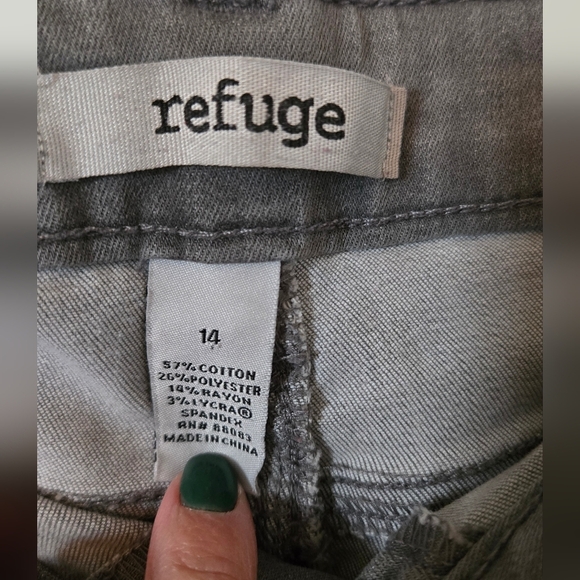 refuge
14
57% COTTON
26% POLYESTER
14% RAYON
3% LYCRA®
SPANDEX
RN# 88083
MADE IN CHINA